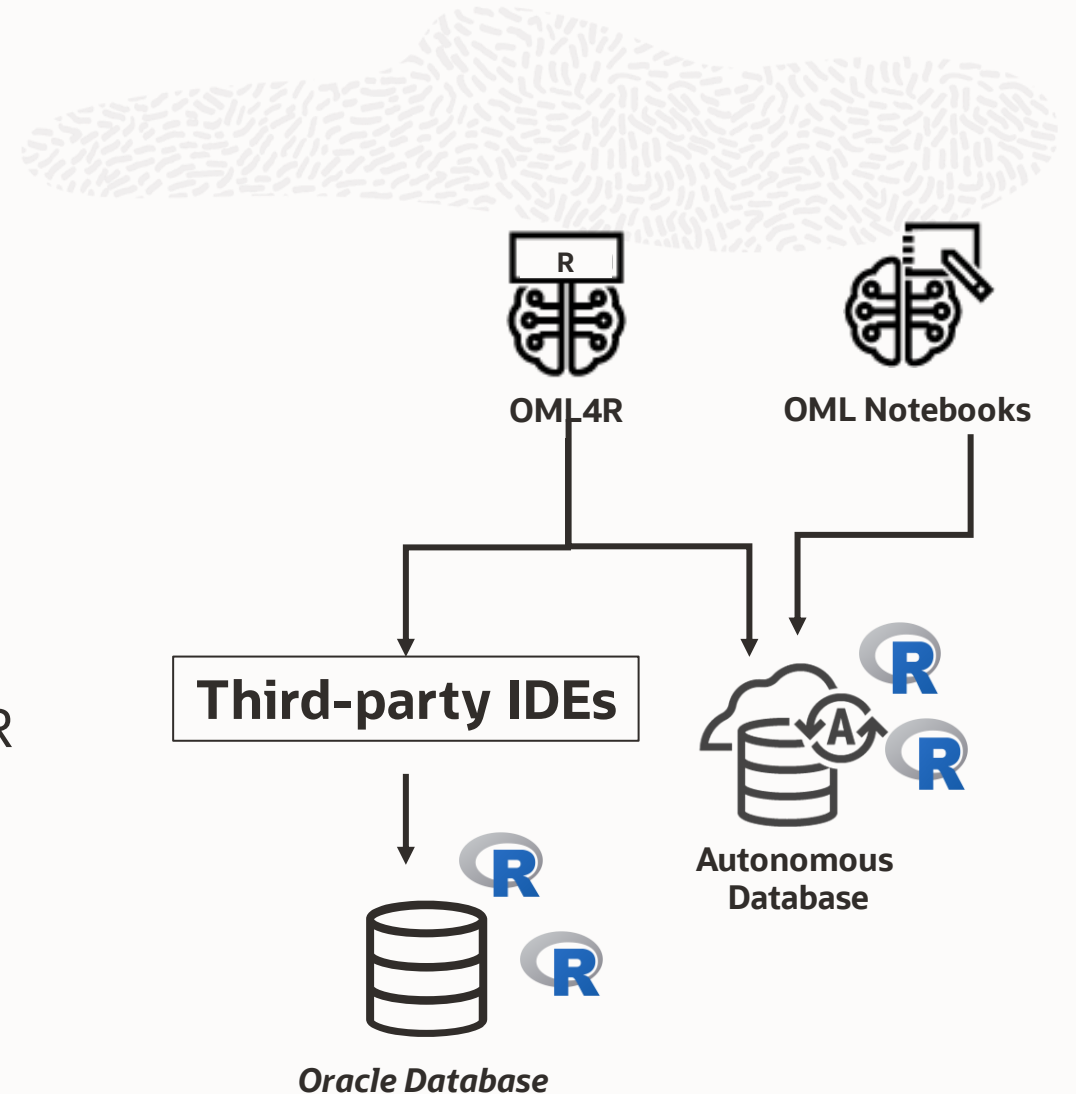 R
OML4R
OML Notebooks
Third-party IDEs
R
R
A
R
Autonomous
Database
R
R
Oracle Database